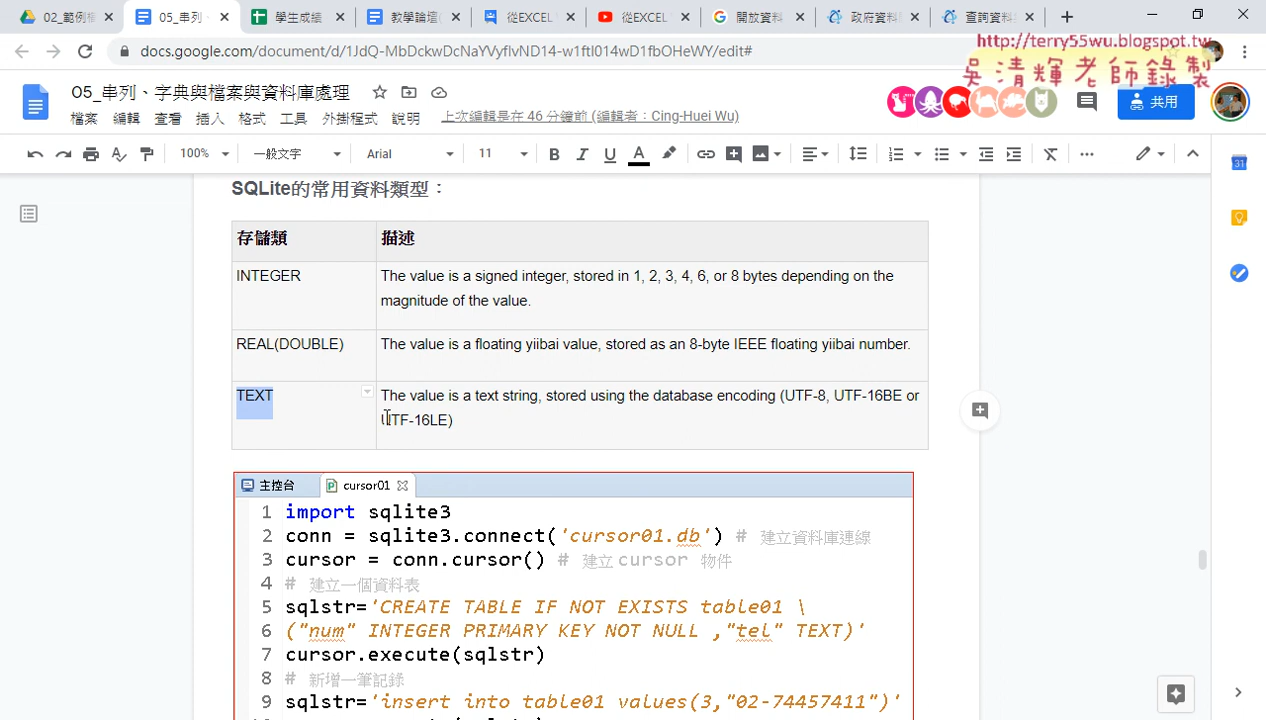 02_範例檔
05_串列、
學生成績
教學論壇(
從EXCEL
從EXCEL
開放資料
政府資料
查詢資料
docs.google.com/document/d/1JdQ-MbDckwDcNaYVyfIvND14-w1ftI014wD1fbOHeWY/edit#
http://terry55wu.blogspot.tw
吳清輝老師錄製
05_串列、字典與檔案與資料庫處理
共用
檔案 編輯 查看 插入 格式 工具 外掛程式 說明 上次編輯是在 46 分鐘前 (編輯者：Cing-Huei Wu)
100% 一般文字 Arial 11
31
SQLite的常用資料類型：
存儲類 描述
INTEGER The value is a signed integer, stored in 1, 2, 3, 4, 6, or 8 bytes depending on the
magnitude of the value.
REAL(DOUBLE) The value is a floating yiibai value, stored as an 8-byte IEEE floating yiibai number.
TEXT The value is a text string, stored using the database encoding (UTF-8, UTF-16BE or
UTF-16LE)
主控台 cursor01
1 import sqlite3
2 conn = sqlite3.connect('cursor01.db') # 建立資料庫連線
3 cursor = conn.cursor() # 建立 cursor 物件
4 # 建立一個資料表
5 sqlstr='CREATE TABLE IF NOT EXISTS table01 \
6 ("num" INTEGER PRIMARY KEY NOT NULL ,"tel" TEXT)'
7 cursor.execute(sqlstr)
8 # 新增一筆記錄
9 sqlstr='insert into table01 values(3,"02-74457411")'